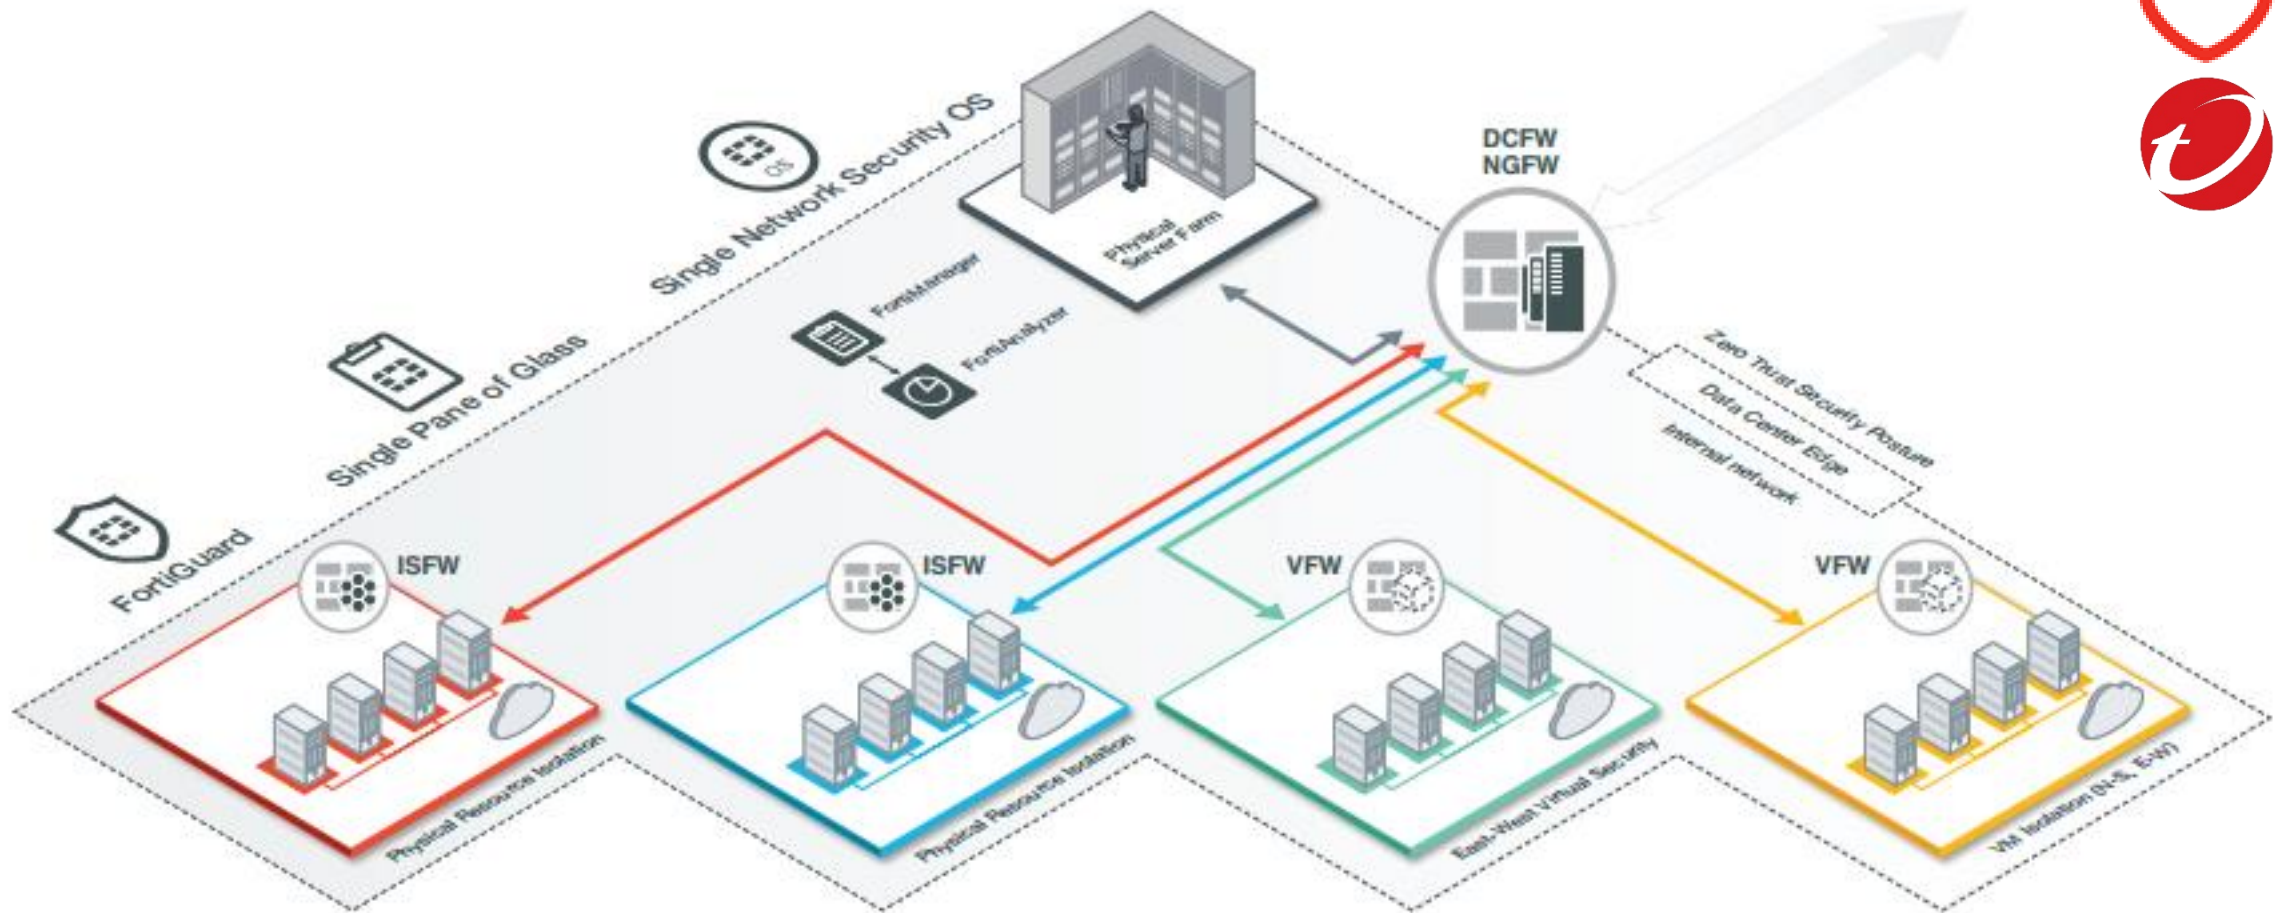 Single Network Security OS
OS
Physical
Server Farm
DCFW
NGFW
FortiManager
FortiAnalyzer
Single Pane of Glass
Zero Trust Security Posture
Data Center Edge
Internal network
FortiGuard
ISFW
ISFW
VFW
VFW
Physical Resource Isolation
Physical Resource Isolation
East-West Virtual Security
VM Isolation (N-S, E-W)